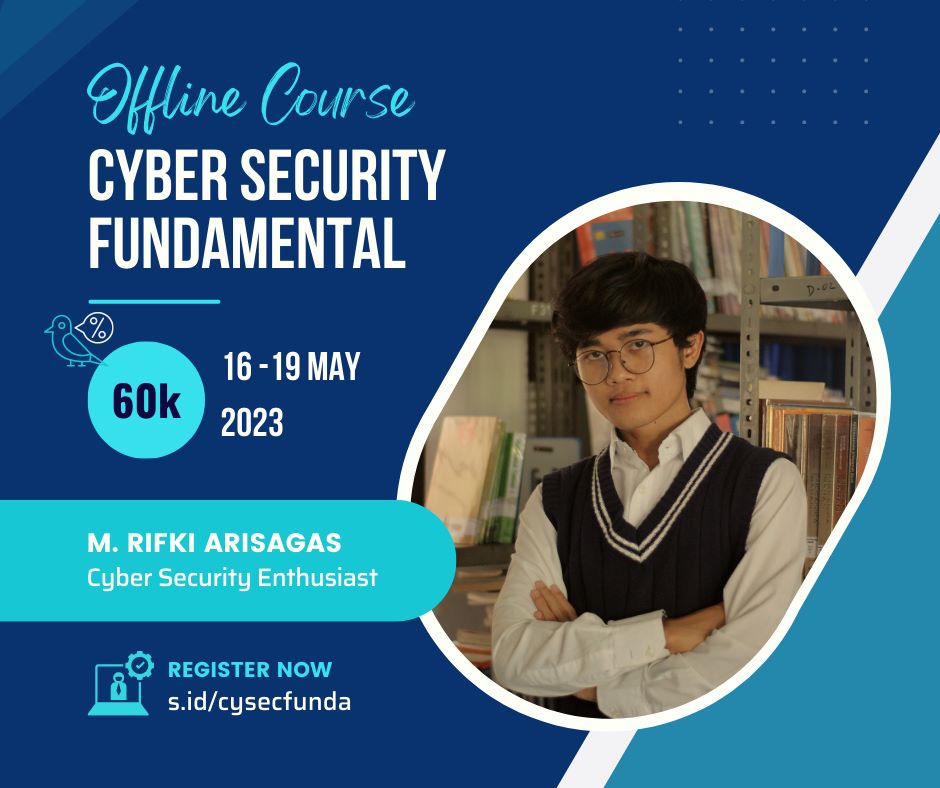 Offline Course
CYBER SECURITY
FUNDAMENTAL
%
60k
16 - 19 MAY
2023
M. RIFKI ARISAGAS
Cyber Security Enthusiast
REGISTER NOW
s.id/cysecfunda
D-02